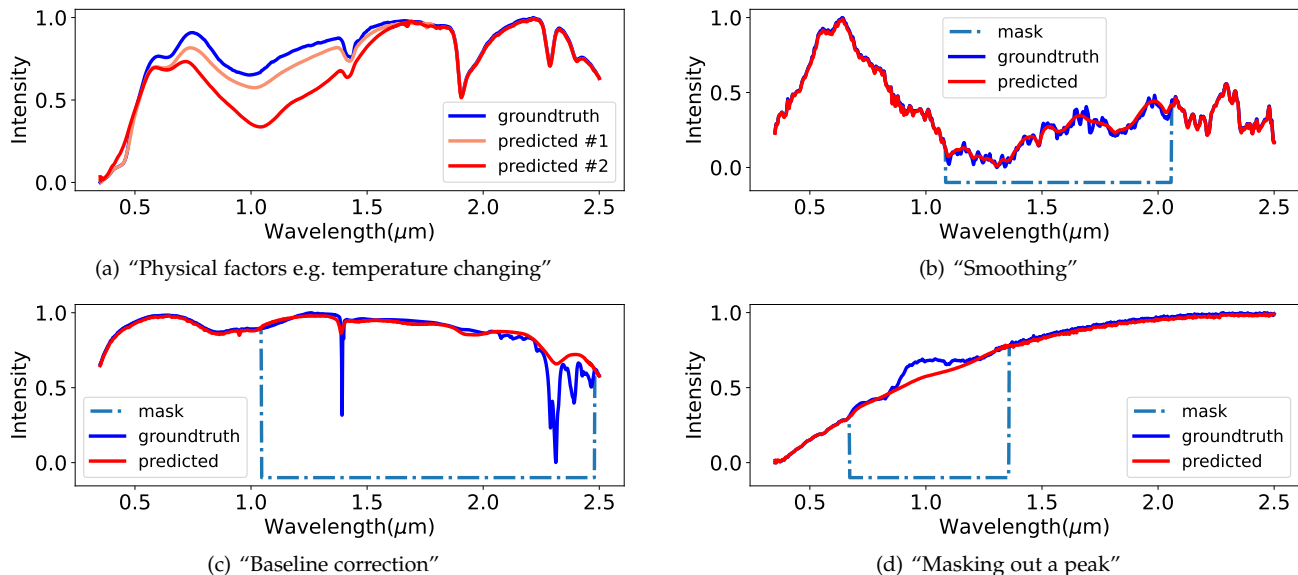 Intensity
1.0
0.5
0.0
groundtruth
predicted #1
predicted #2
0.5 1.0 1.5 2.0 2.5
Wavelength(μm)
(a) “Physical factors e.g. temperature changing”
Intensity
1.0
0.5
0.0
mask
groundtruth
predicted
0.5 1.0 1.5 2.0 2.5
Wavelength(μm)
(b) “Smoothing”
Intensity
1.0
0.5
0.0
mask
groundtruth
predicted
0.5 1.0 1.5 2.0 2.5
Wavelength(μm)
(c) “Baseline correction”
Intensity
1.0
0.5
0.0
mask
groundtruth
predicted
0.5 1.0 1.5 2.0 2.5
Wavelength(μm)
(d) “Masking out a peak”